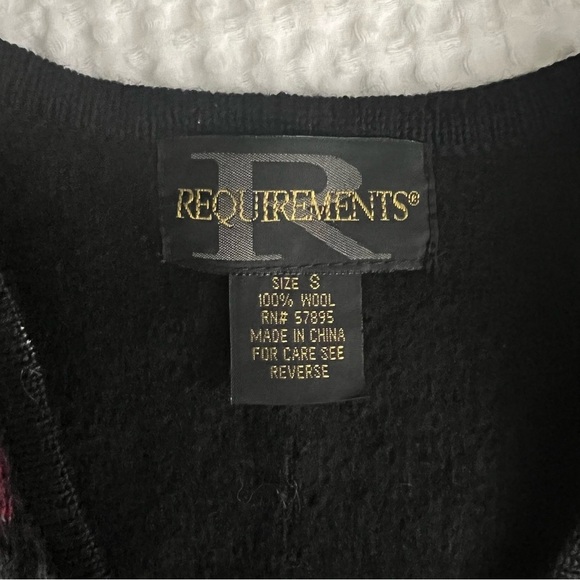 R
REQUIREMENTS®
SIZE S
100% WOOL
RN# 57895
MADE IN CHINA
FOR CARE SEE
REVERSE